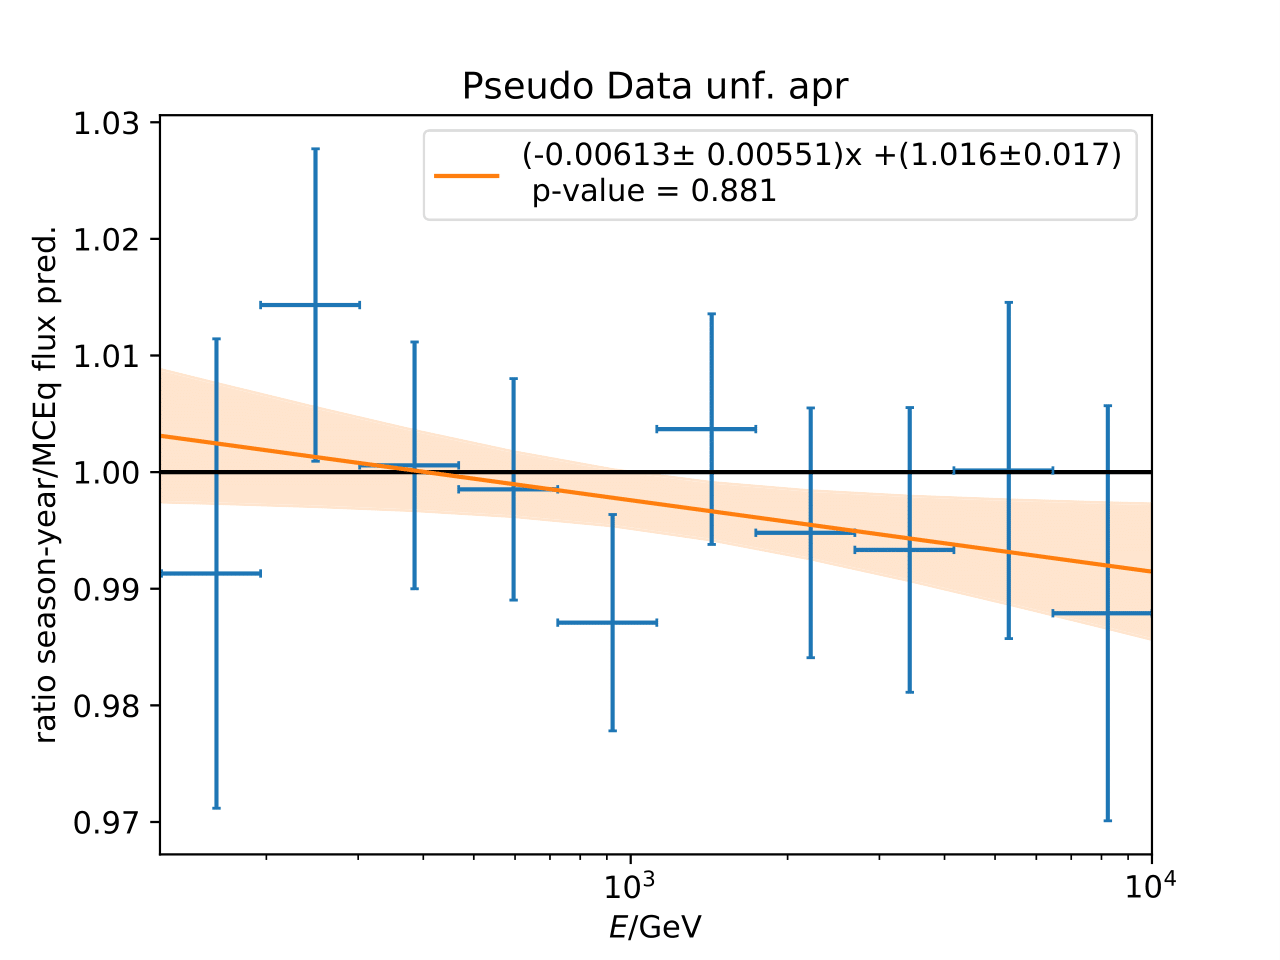 Pseudo Data unf. apr
(-0.00613± 0.00551)x +(1.016±0.017)
p-value = 0.881
ratio season-year/MCEq flux pred.
1.03
1.02
1.01
1.00
0.99
0.98
0.97
10³
10⁴
E/GeV